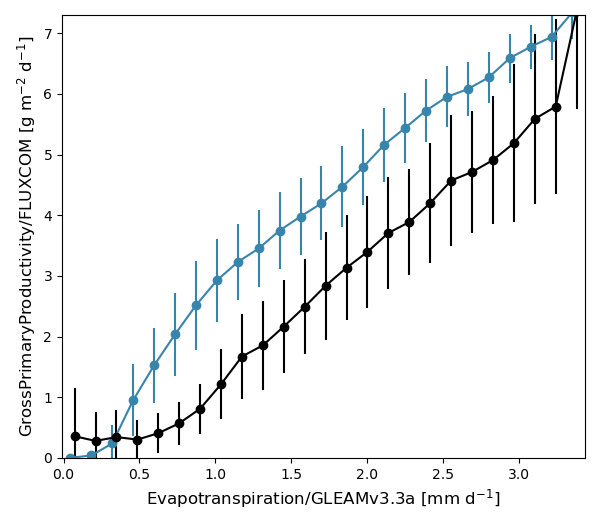 GrossPrimaryProductivity/FLUXCOM [g m⁻² d⁻¹]
7
6
5
4
3
2
1
0
0.0 0.5 1.0 1.5 2.0 2.5 3.0
Evapotranspiration/GLEAMv3.3a [mm d⁻¹]